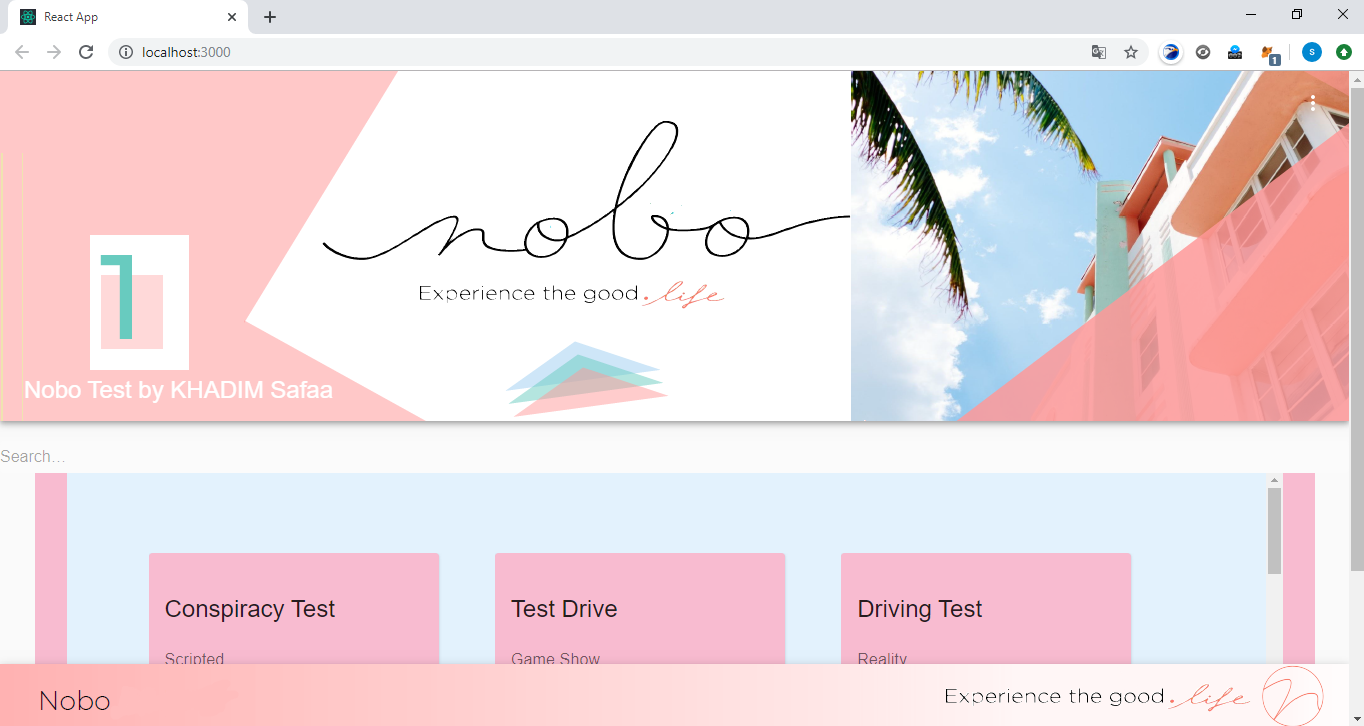 React App
localhost:3000
1
S
nobo
Experience the good.life
Nobo Test by KHADIM Safaa
Search...
Conspiracy Test
Test Drive
Driving Test
Scripted
Game Show
Reality
Nobo
Experience the good.life
n